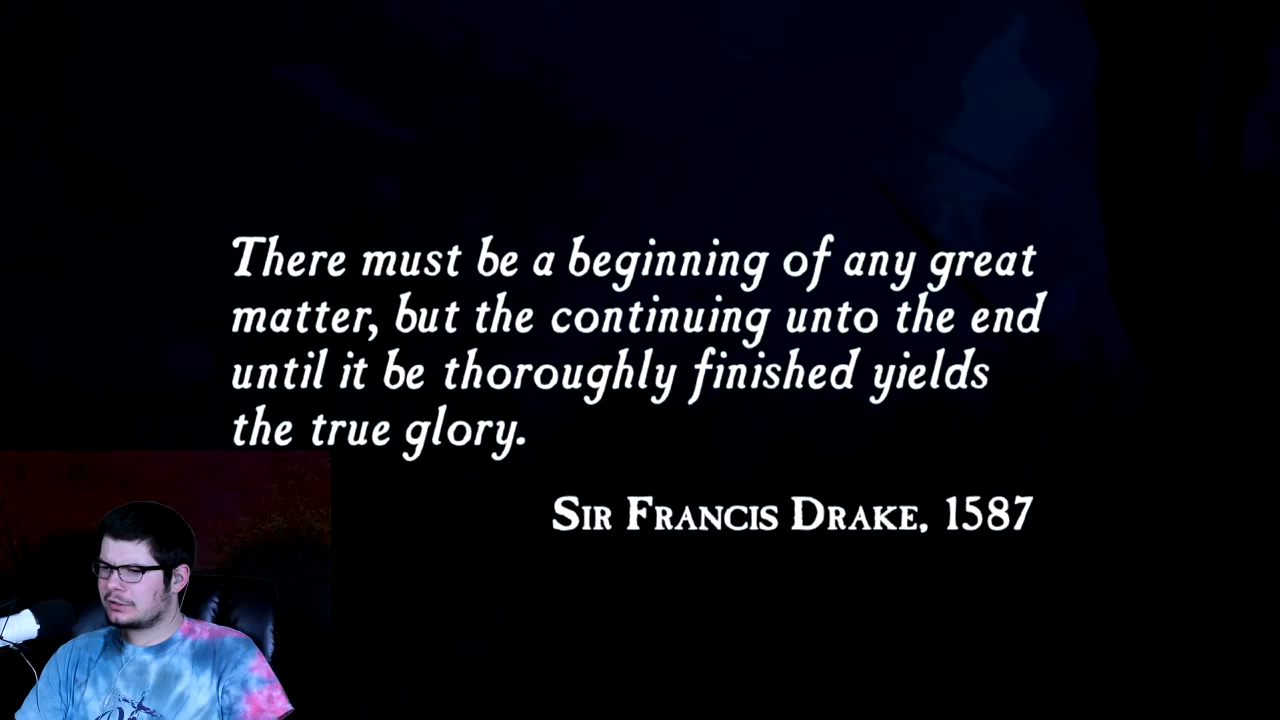 There must be a beginning of any great
matter, but the continuing unto the end
until it be thoroughly finished yields
the true glory.
Sir Francis Drake, 1587